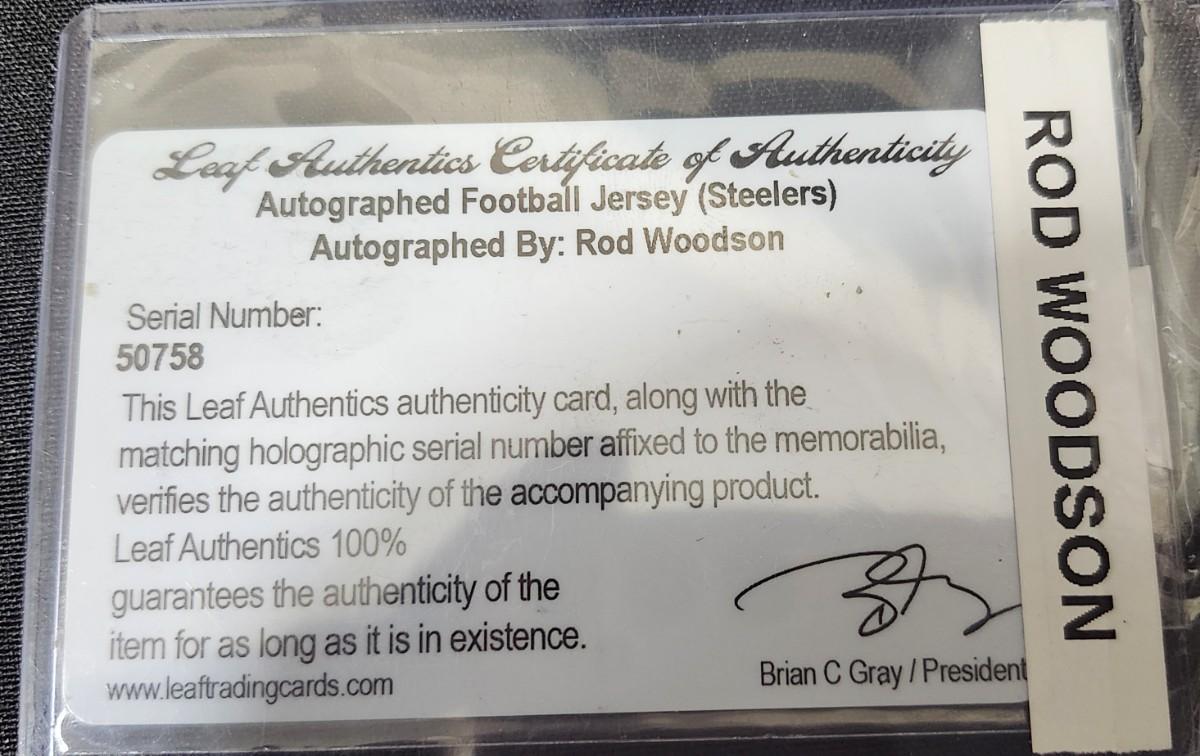 Leaf Authentics Certificate of Authenticity
Autographed Football Jersey (Steelers)
Autographed By: Rod Woodson
Serial Number:
50758
This Leaf Authentics authenticity card, along with the
matching holographic serial number affixed to the memorabilia,
verifies the authenticity of the accompanying product.
Leaf Authentics 100%
guarantees the authenticity of the
item for as long as it is in existence.
www.leaftradingcards.com
Brian C Gray / President
ROD WOODSON